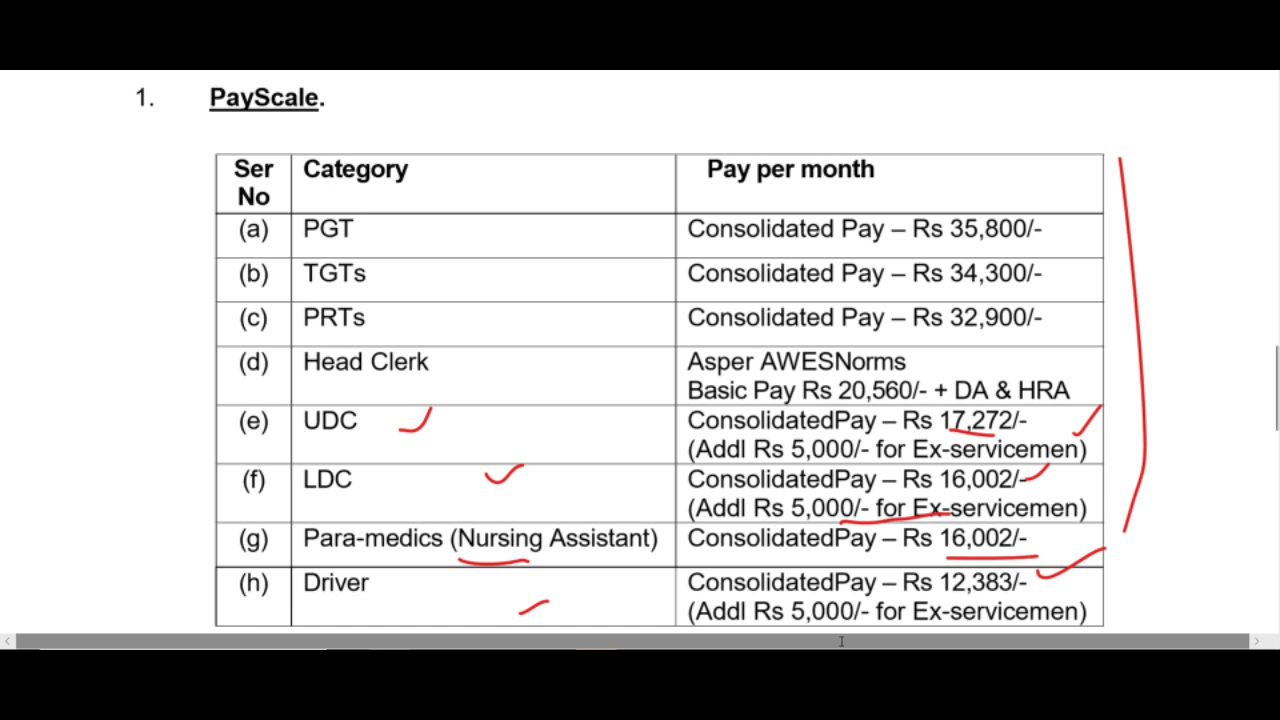 1. PayScale.
Ser No Category Pay per month
(a) PGT Consolidated Pay – Rs 35,800/-
(b) TGTs Consolidated Pay – Rs 34,300/-
(c) PRTs Consolidated Pay – Rs 32,900/-
(d) Head Clerk Asper AWESNorms
Basic Pay Rs 20,560/- + DA & HRA
(e) UDC ConsolidatedPay – Rs 17,272/-
(Addl Rs 5,000/- for Ex-servicemen)
(f) LDC ConsolidatedPay – Rs 16,002/-
(Addl Rs 5,000/- for Ex-servicemen)
(g) Para-medics (Nursing Assistant) ConsolidatedPay – Rs 16,002/-
(h) Driver ConsolidatedPay – Rs 12,383/-
(Addl Rs 5,000/- for Ex-servicemen)